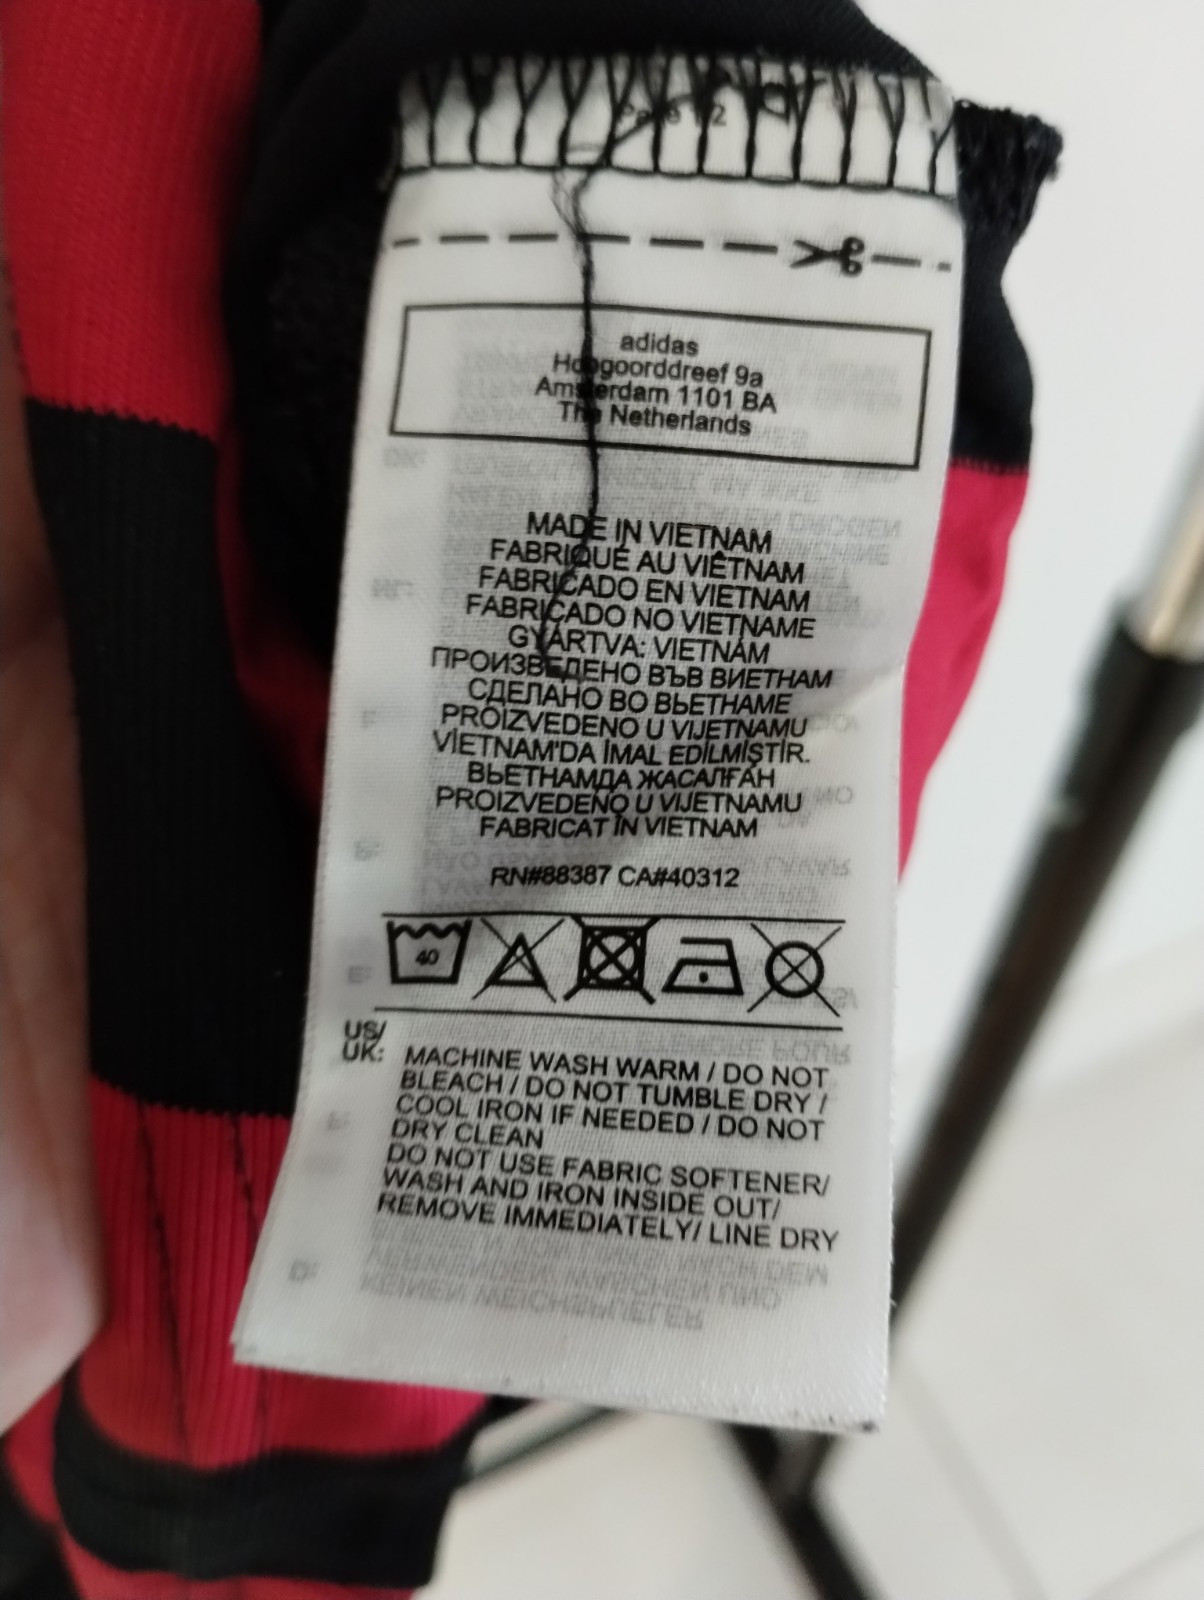 adidas
Hoogoorddreef 9a
Amsterdam 1101 BA
The Netherlands
MADE IN VIETNAM
FABRIQUÉ AU VIÊTNAM
FABRICADO EN VIETNAM
FABRICADO NO VIETNAME
GYÁRTVA: VIETNÁM
ПРОИЗВЕДЕНО ВЪВ ВИЕТНАМ
СДЕЛАНО ВО ВЬЕТНАМЕ
PROIZVEDENO U VIJETNAMU
VİETNAM'DA İMAL EDİLMİŞTİR.
ВЬЕТНАМДА ЖАСАЛҒАН
PROIZVEDENO U VIJETNAMU
FABRICAT ÎN VIETNAM
RN#88387 CA#40312
40
US/
UK: MACHINE WASH WARM / DO NOT
BLEACH / DO NOT TUMBLE DRY /
COOL IRON IF NEEDED / DO NOT
DRY CLEAN
DO NOT USE FABRIC SOFTENER/
WASH AND IRON INSIDE OUT/
REMOVE IMMEDIATELY/ LINE DRY